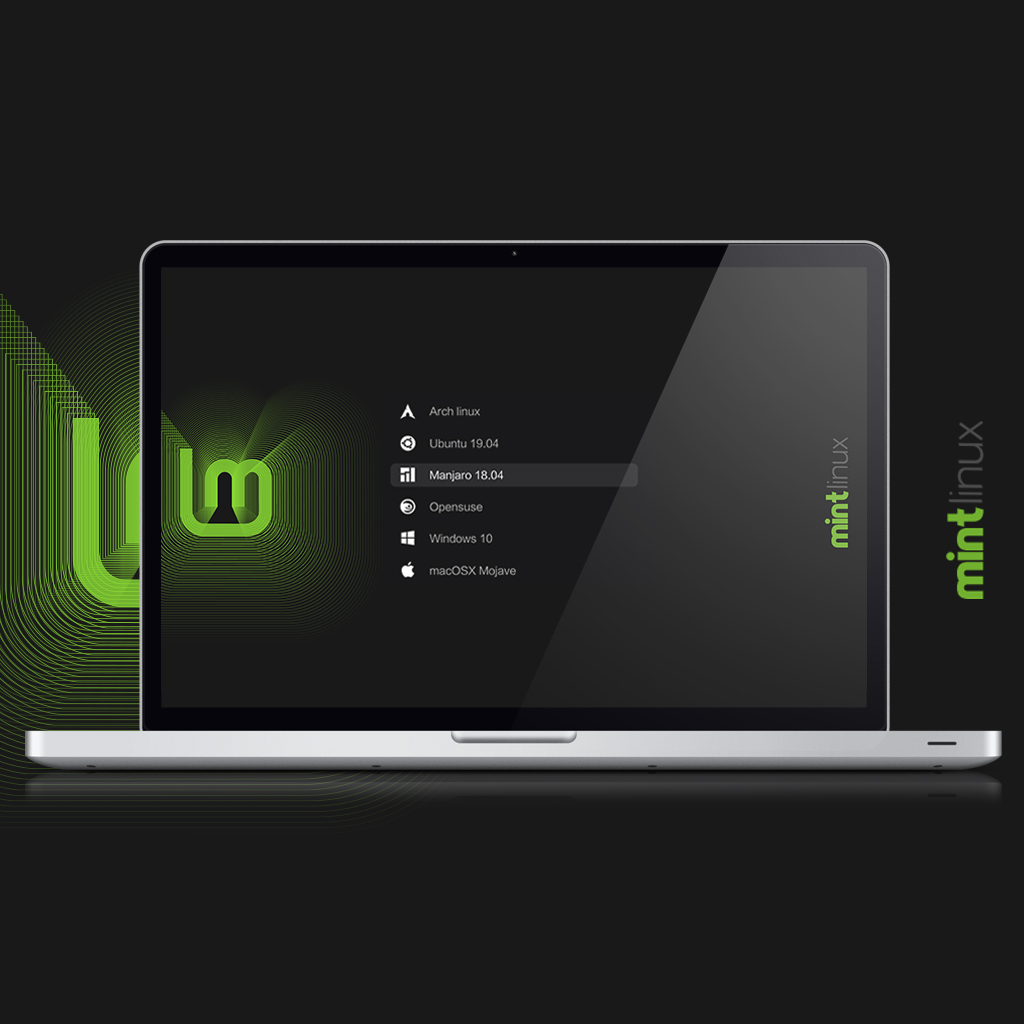 Arch linux
Ubuntu 19.04
Manjaro 18.04
Opensuse
Windows 10
macOSX Mojave
mintlinux
mintlinux